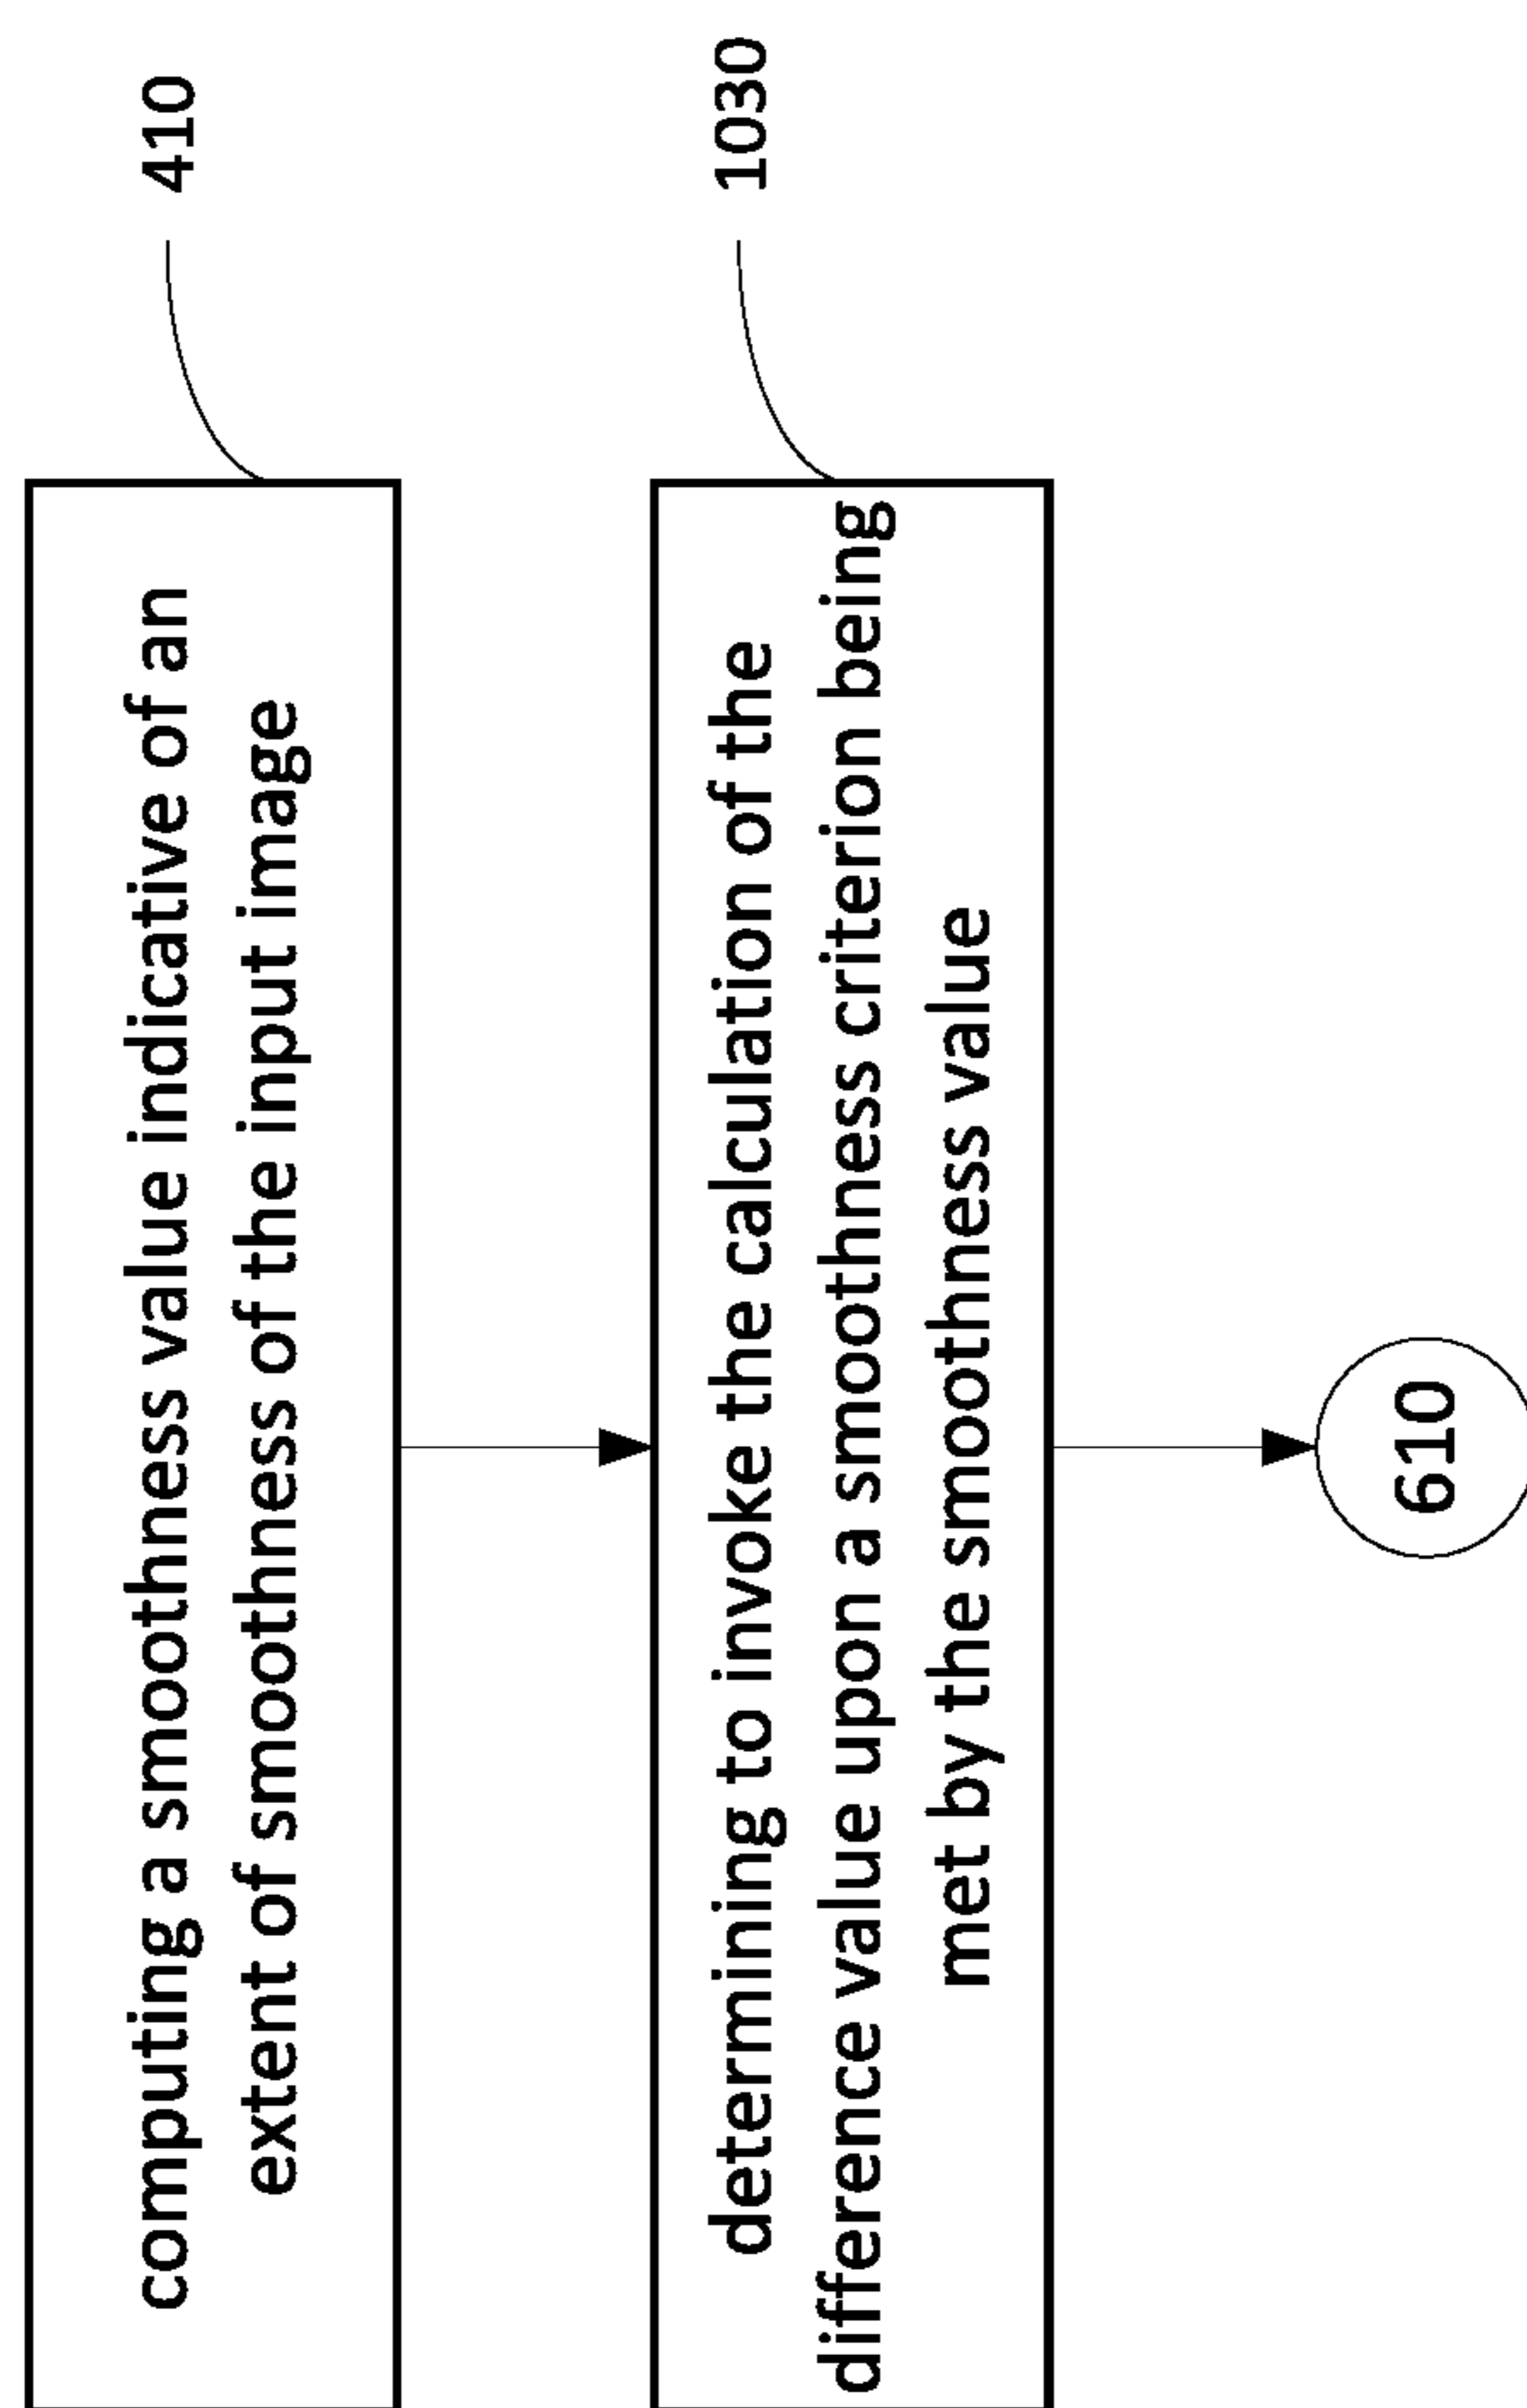 computing a smoothness value indicative of an
extent of smoothness of the input image
410
determining to invoke the calculation of the
difference value upon a smoothness criterion being
met by the smoothness value
1030
610